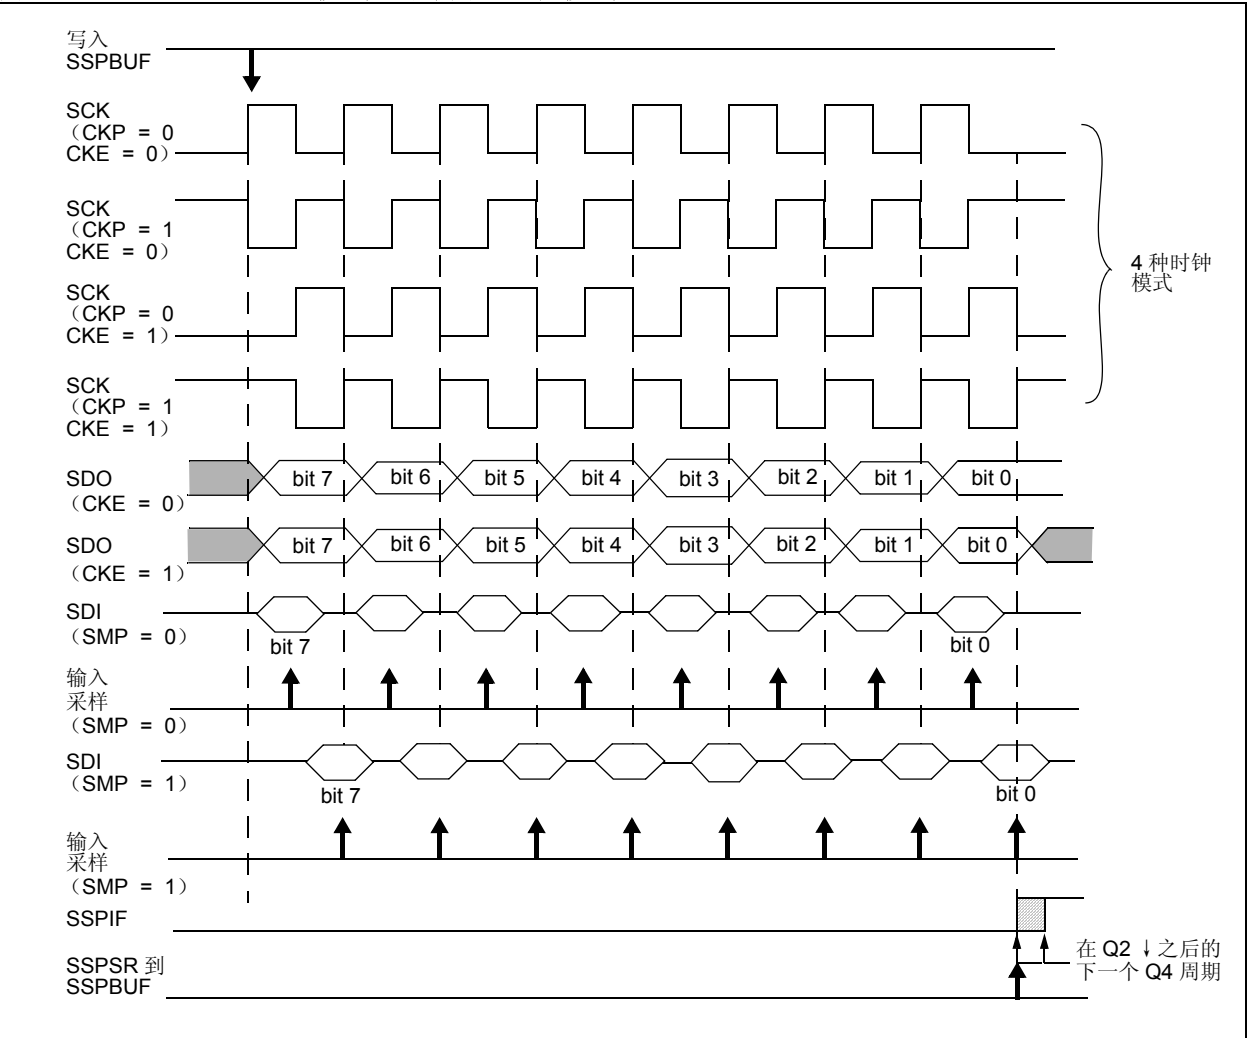 写入
SSPBUF
SCK
（CKP = 0
CKE = 0）
SCK
（CKP = 1
CKE = 0）
SCK
（CKP = 0
CKE = 1）
SCK
（CKP = 1
CKE = 1）
4 种时钟
模式
SDO
（CKE = 0）
bit 7 bit 6 bit 5 bit 4 bit 3 bit 2 bit 1 bit 0
SDO
（CKE = 1）
bit 7 bit 6 bit 5 bit 4 bit 3 bit 2 bit 1 bit 0
SDI
（SMP = 0）
bit 7 bit 0
输入
采样
（SMP = 0）
SDI
（SMP = 1）
bit 7 bit 0
输入
采样
（SMP = 1）
SSPIF
在 Q2 ↓之后的
下一个 Q4 周期
SSPSR 到
SSPBUF